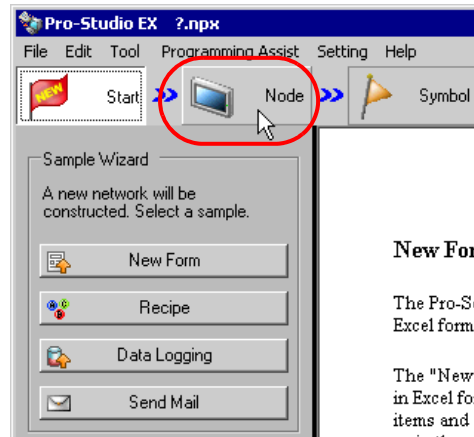 Pro-Studio EX ?.npx
File Edit Tool Programming Assist Setting Help
NEW Start Node Symbol
Sample Wizard
A new network will be
constructed. Select a sample.
New Form
Recipe
Data Logging
Send Mail
New For
The Pro-S
Excel form
The "New
in Excel fo
items and